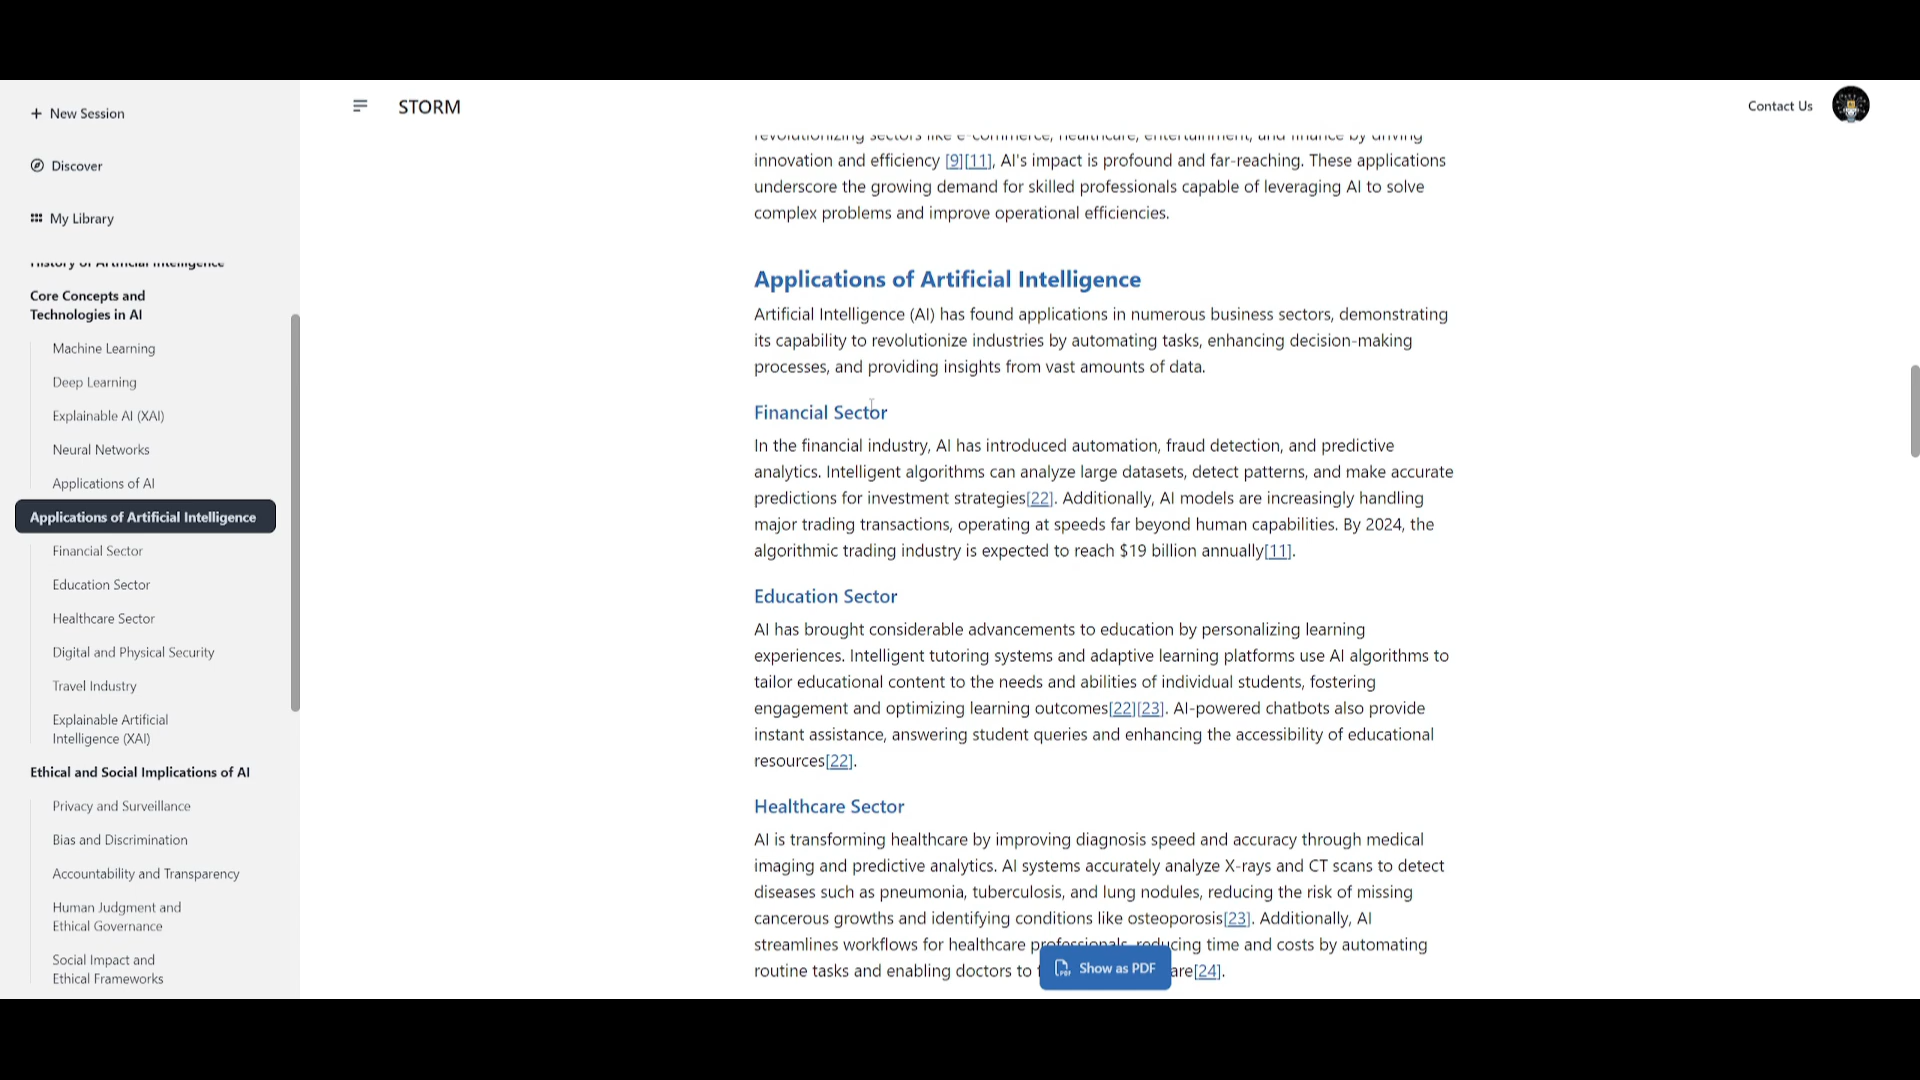 + New Session
Discover
My Library
History of Artificial Intelligence
Core Concepts and
Technologies in AI
Machine Learning
Deep Learning
Explainable AI (XAI)
Neural Networks
Applications of AI
Applications of Artificial Intelligence
Financial Sector
Education Sector
Healthcare Sector
Digital and Physical Security
Travel Industry
Explainable Artificial
Intelligence (XAI)
Ethical and Social Implications of AI
Privacy and Surveillance
Bias and Discrimination
Accountability and Transparency
Human Judgment and
Ethical Governance
Social Impact and
Ethical Frameworks
STORM
Contact Us
revolutionizing sectors like e-commerce, healthcare, entertainment, and finance by driving
innovation and efficiency [9][11], AI's impact is profound and far-reaching. These applications
underscore the growing demand for skilled professionals capable of leveraging AI to solve
complex problems and improve operational efficiencies.
Applications of Artificial Intelligence
Artificial Intelligence (AI) has found applications in numerous business sectors, demonstrating
its capability to revolutionize industries by automating tasks, enhancing decision-making
processes, and providing insights from vast amounts of data.
Financial Sector
In the financial industry, AI has introduced automation, fraud detection, and predictive
analytics. Intelligent algorithms can analyze large datasets, detect patterns, and make accurate
predictions for investment strategies[22]. Additionally, AI models are increasingly handling
major trading transactions, operating at speeds far beyond human capabilities. By 2024, the
algorithmic trading industry is expected to reach $19 billion annually[11].
Education Sector
AI has brought considerable advancements to education by personalizing learning
experiences. Intelligent tutoring systems and adaptive learning platforms use AI algorithms to
tailor educational content to the needs and abilities of individual students, fostering
engagement and optimizing learning outcomes[22][23]. AI-powered chatbots also provide
instant assistance, answering student queries and enhancing the accessibility of educational
resources[22].
Healthcare Sector
AI is transforming healthcare by improving diagnosis speed and accuracy through medical
imaging and predictive analytics. AI systems accurately analyze X-rays and CT scans to detect
diseases such as pneumonia, tuberculosis, and lung nodules, reducing the risk of missing
cancerous growths and identifying conditions like osteoporosis[23]. Additionally, AI
streamlines workflows for healthcare professionals, reducing time and costs by automating
routine tasks and enabling doctors to are[24].
Show as PDF